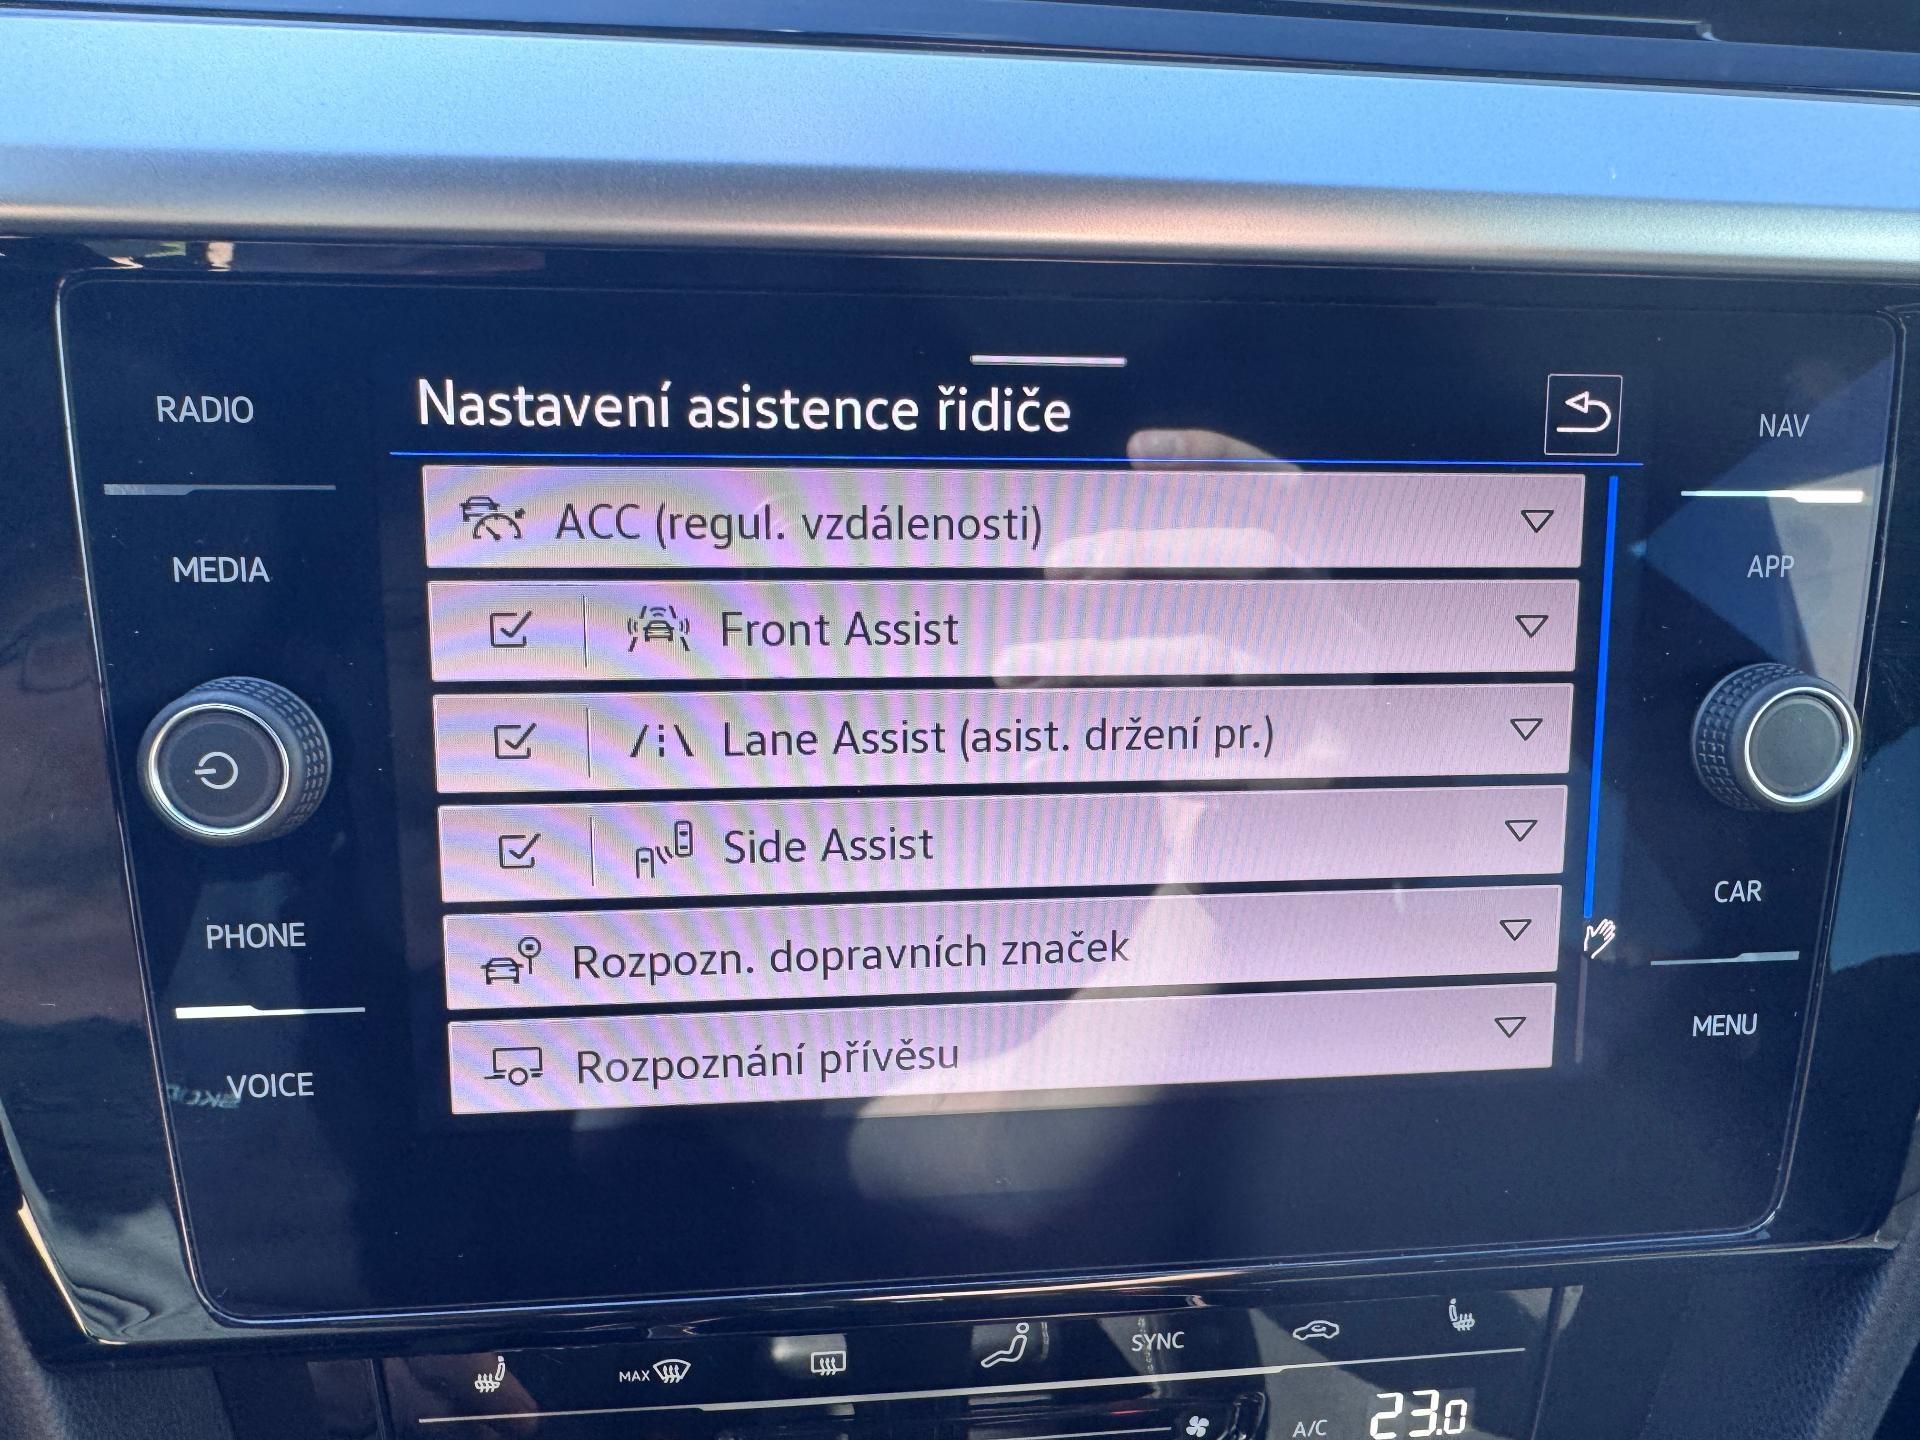 Nastavení asistence řidiče
ACC (regul. vzdálenosti)
Front Assist
Lane Assist (asist. držení pr.)
Side Assist
Rozpozn. dopravních značek
Rozpoznání přívěsu
RADIO
MEDIA
PHONE
VOICE
NAV
APP
CAR
MENU
MAX
SYNC
A/C
23.0